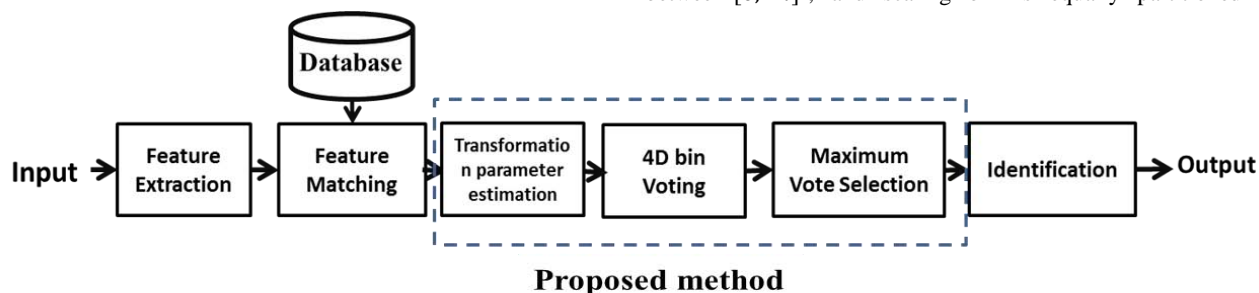 Database
Input
Feature
Extraction
Feature
Matching
Transformatio
n parameter
estimation
4D bin
Voting
Maximum
Vote Selection
Identification
Output
Proposed method